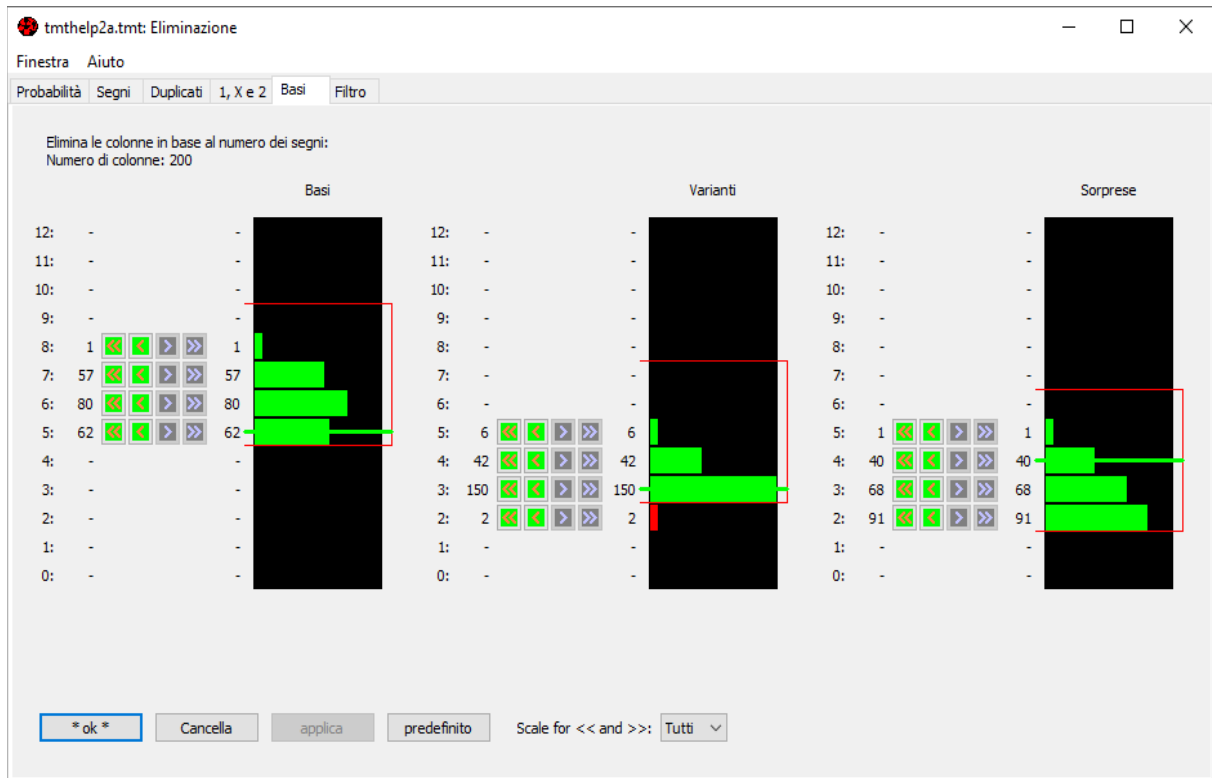 tmthelp2a.tmt: Eliminazione
Finestra Aiuto
Probabilità Segni Duplicati 1, X e 2 Basi Filtro
Elimina le colonne in base al numero dei segni:
Numero di colonne: 200
Basi Varianti Sorprese
12: - - 12: - - 12: - -
11: - - 11: - - 11: - -
10: - - 10: - - 10: - -
9: - - 9: - - 9: - -
8: 1 << < > >> 1 8: - - 8: - -
7: 57 << < > >> 57 7: - - 7: - -
6: 80 << < > >> 80 6: - - 6: - -
5: 62 << < > >> 62 5: 6 << < > >> 6 5: 1 << < > >> 1
4: - - 4: 42 << < > >> 42 4: 40 << < > >> 40
3: - - 3: 150 << < > >> 150 3: 68 << < > >> 68
2: - - 2: 2 << < > >> 2 2: 91 << < > >> 91
1: - - 1: - - 1: - -
0: - - 0: - - 0: - -
* ok * Cancella applica predefinito Scale for << and >>: Tutti